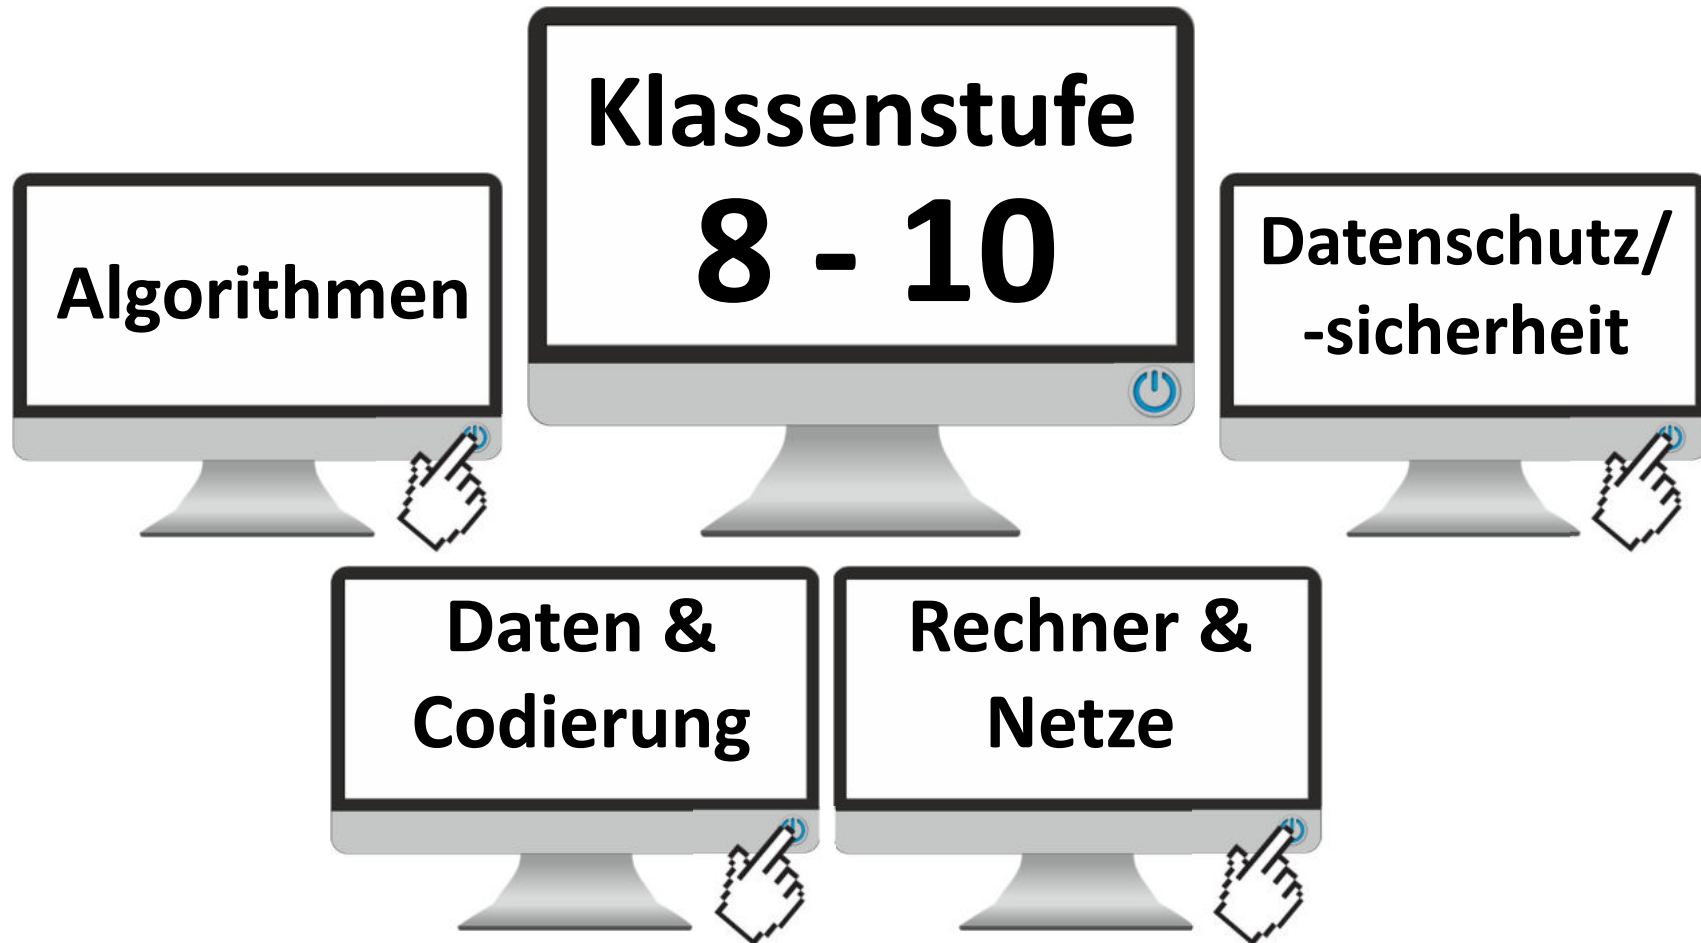 Klassenstufe
8 - 10
Algorithmen
Datenschutz/
-sicherheit
Daten &
Codierung
Rechner &
Netze